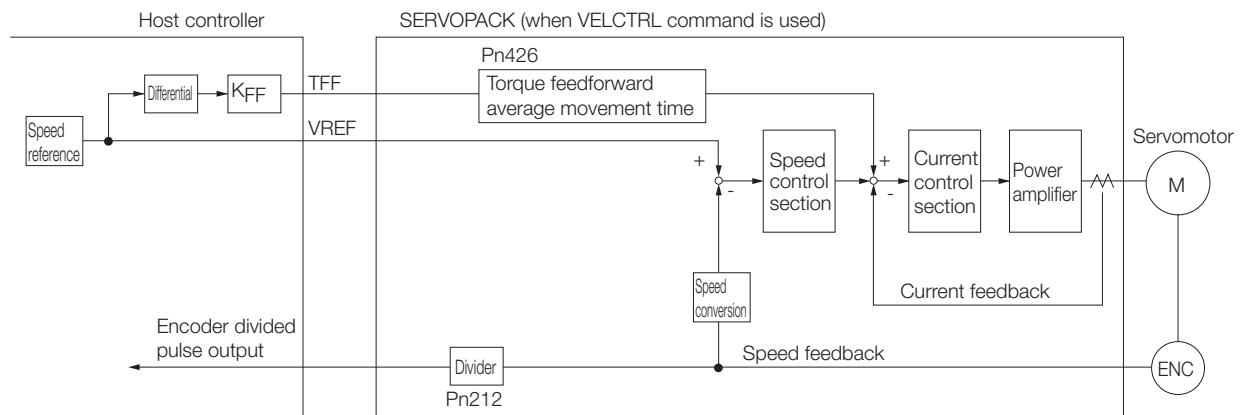 Host controller
SERVOPACK (when VELCTRL command is used)
Pn426
Differential
KFF
TFF
Torque feedforward
average movement time
Speed
reference
VREF
+
-
Speed
control
section
+
-
Current
control
section
Power
amplifier
Servomotor
M
Speed
conversion
Current feedback
Encoder divided
pulse output
Divider
Pn212
Speed feedback
ENC